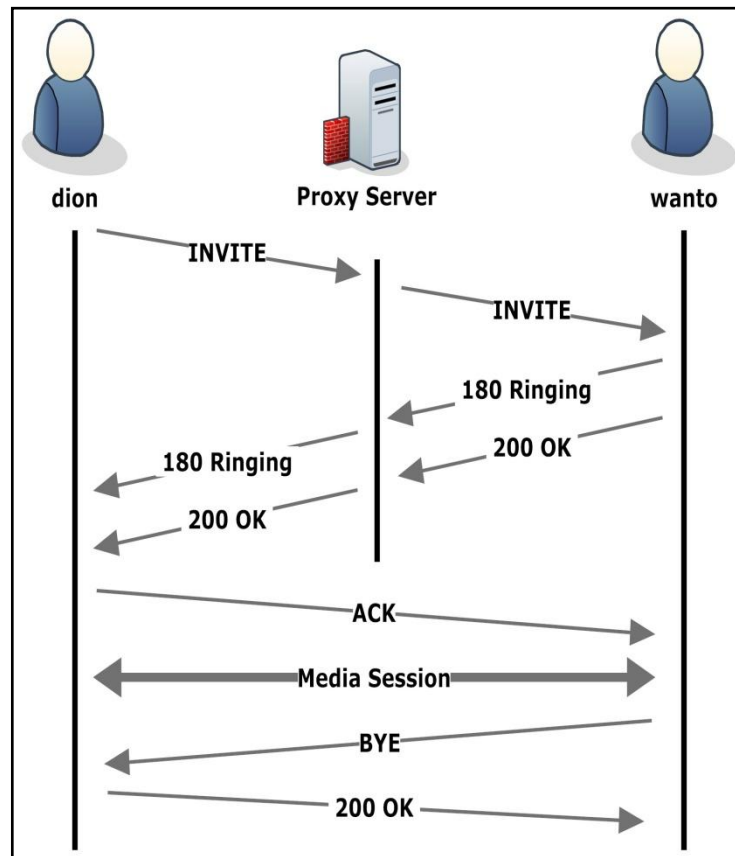 dion
Proxy Server
wanto
INVITE
INVITE
180 Ringing
200 OK
180 Ringing
200 OK
ACK
Media Session
BYE
200 OK